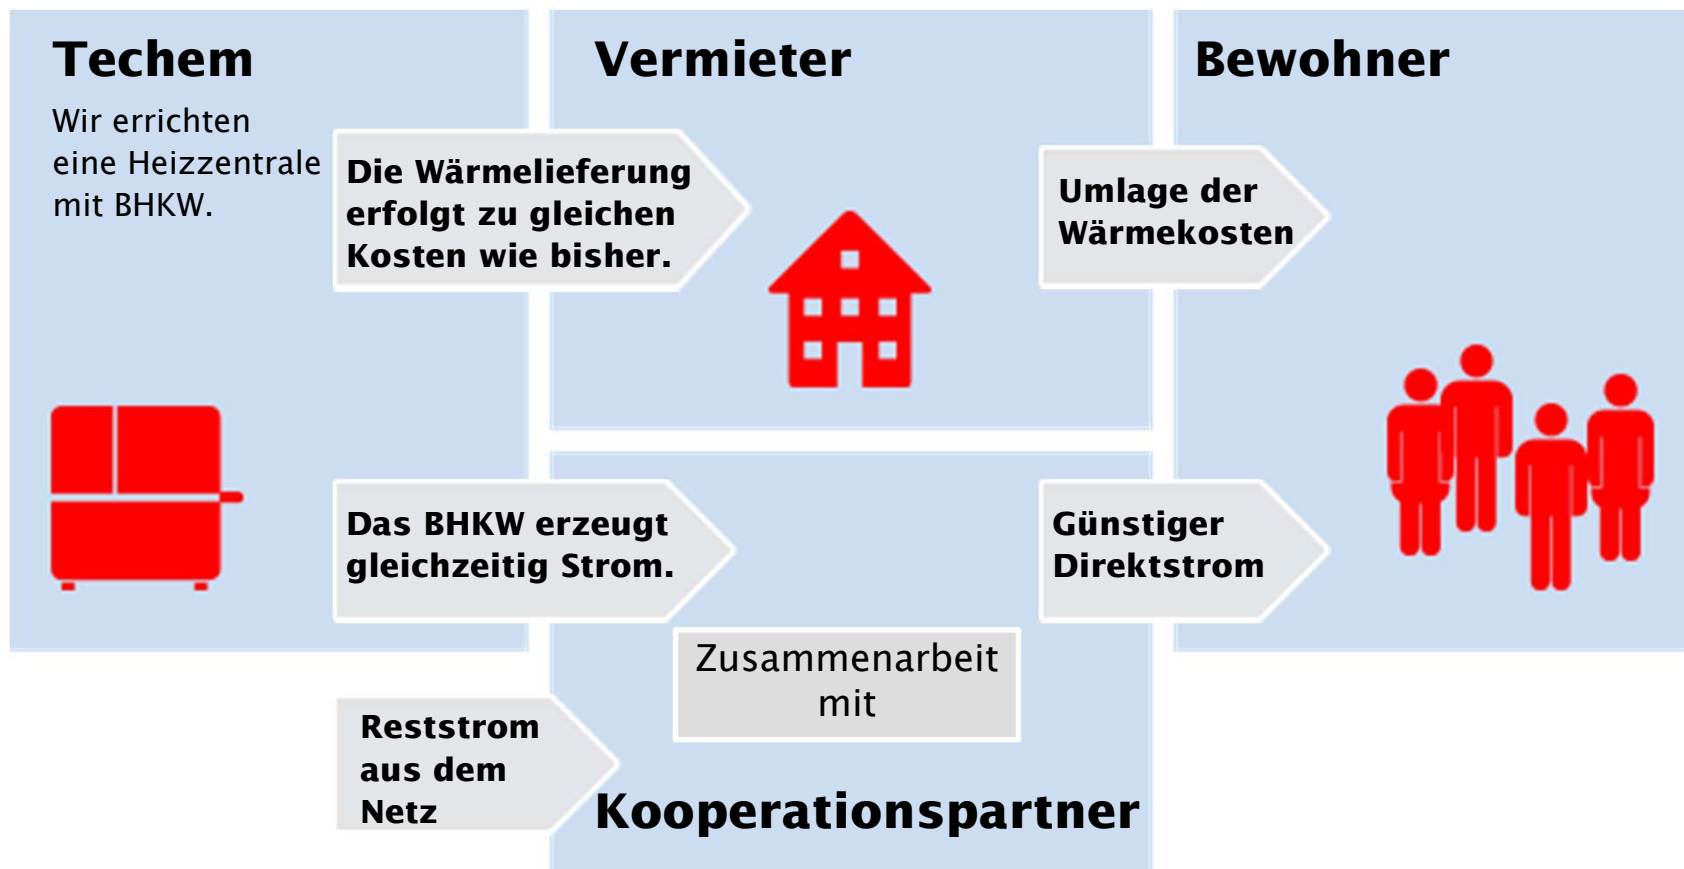 Techem
Wir errichten
eine Heizzentrale
mit BHKW.
Die Wärmelieferung
erfolgt zu gleichen
Kosten wie bisher.
Vermieter
Umlage der
Wärmekosten
Bewohner
Das BHKW erzeugt
gleichzeitig Strom.
Günstiger
Direktstrom
Zusammenarbeit
mit
Reststrom
aus dem
Netz
Kooperationspartner